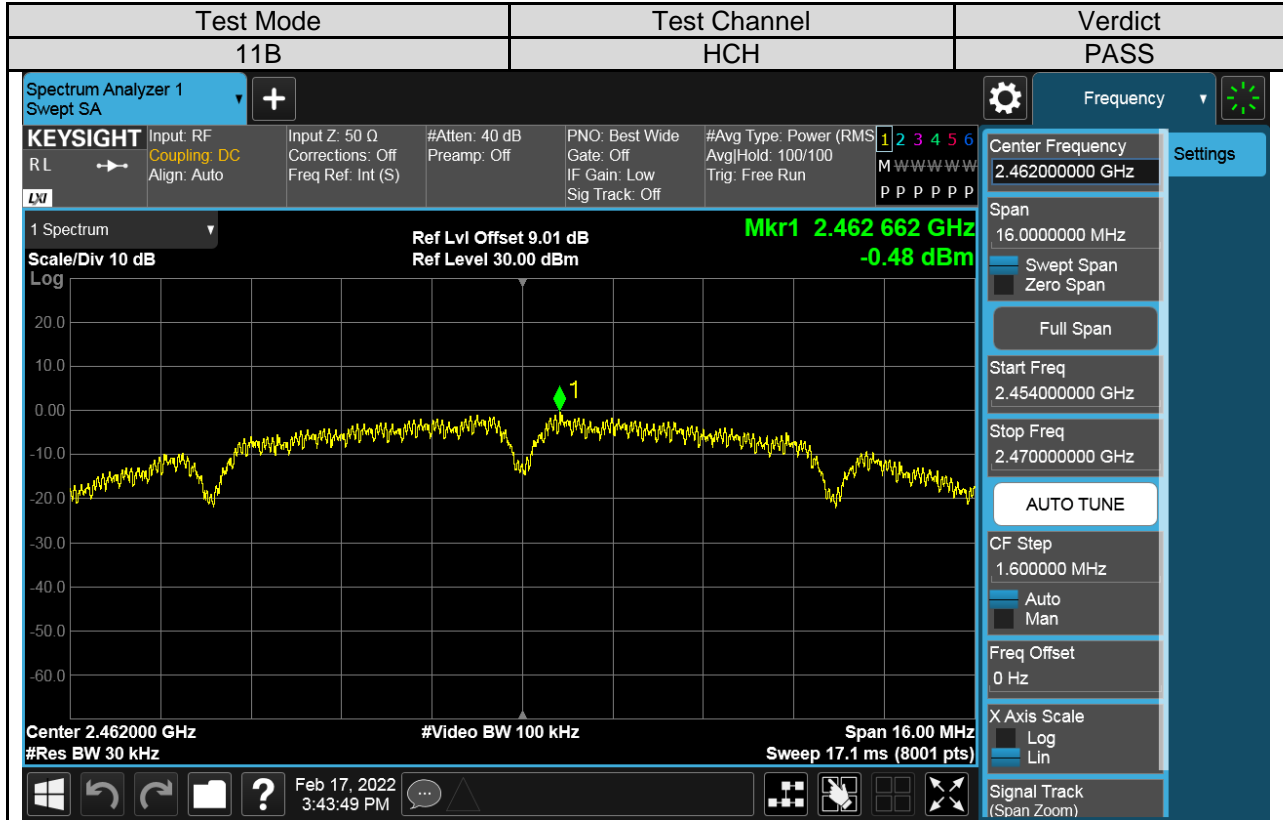 Test Mode Test Channel Verdict
11B HCH PASS
Spectrum Analyzer 1
Swept SA
+
Frequency
KEYSIGHT Input: RF Input Z: 50 Ω #Atten: 40 dB PNO: Best Wide #Avg Type: Power (RMS 1 2 3 4 5 6
R L Coupling: DC Corrections: Off Preamp: Off Gate: Off Avg|Hold: 100/100 M W W W W W
Align: Auto Freq Ref: Int (S) IF Gain: Low Trig: Free Run
LXI Sig Track: Off P P P P P P
1 Spectrum Ref Lvl Offset 9.01 dB Mkr1 2.462 662 GHz
Scale/Div 10 dB Ref Level 30.00 dBm -0.48 dBm
Log
20.0
10.0
1
0.00
-10.0
-20.0
-30.0
-40.0
-50.0
-60.0
Center 2.462000 GHz #Video BW 100 kHz Span 16.00 MHz
#Res BW 30 kHz Sweep 17.1 ms (8001 pts)
Center Frequency
2.462000000 GHz
Settings
Span
16.0000000 MHz
Swept Span
Zero Span
Full Span
Start Freq
2.454000000 GHz
Stop Freq
2.470000000 GHz
AUTO TUNE
CF Step
1.600000 MHz
Auto
Man
Freq Offset
0 Hz
X Axis Scale
Log
Lin
Signal Track
(Span Zoom)
?
Feb 17, 2022
3:43:49 PM